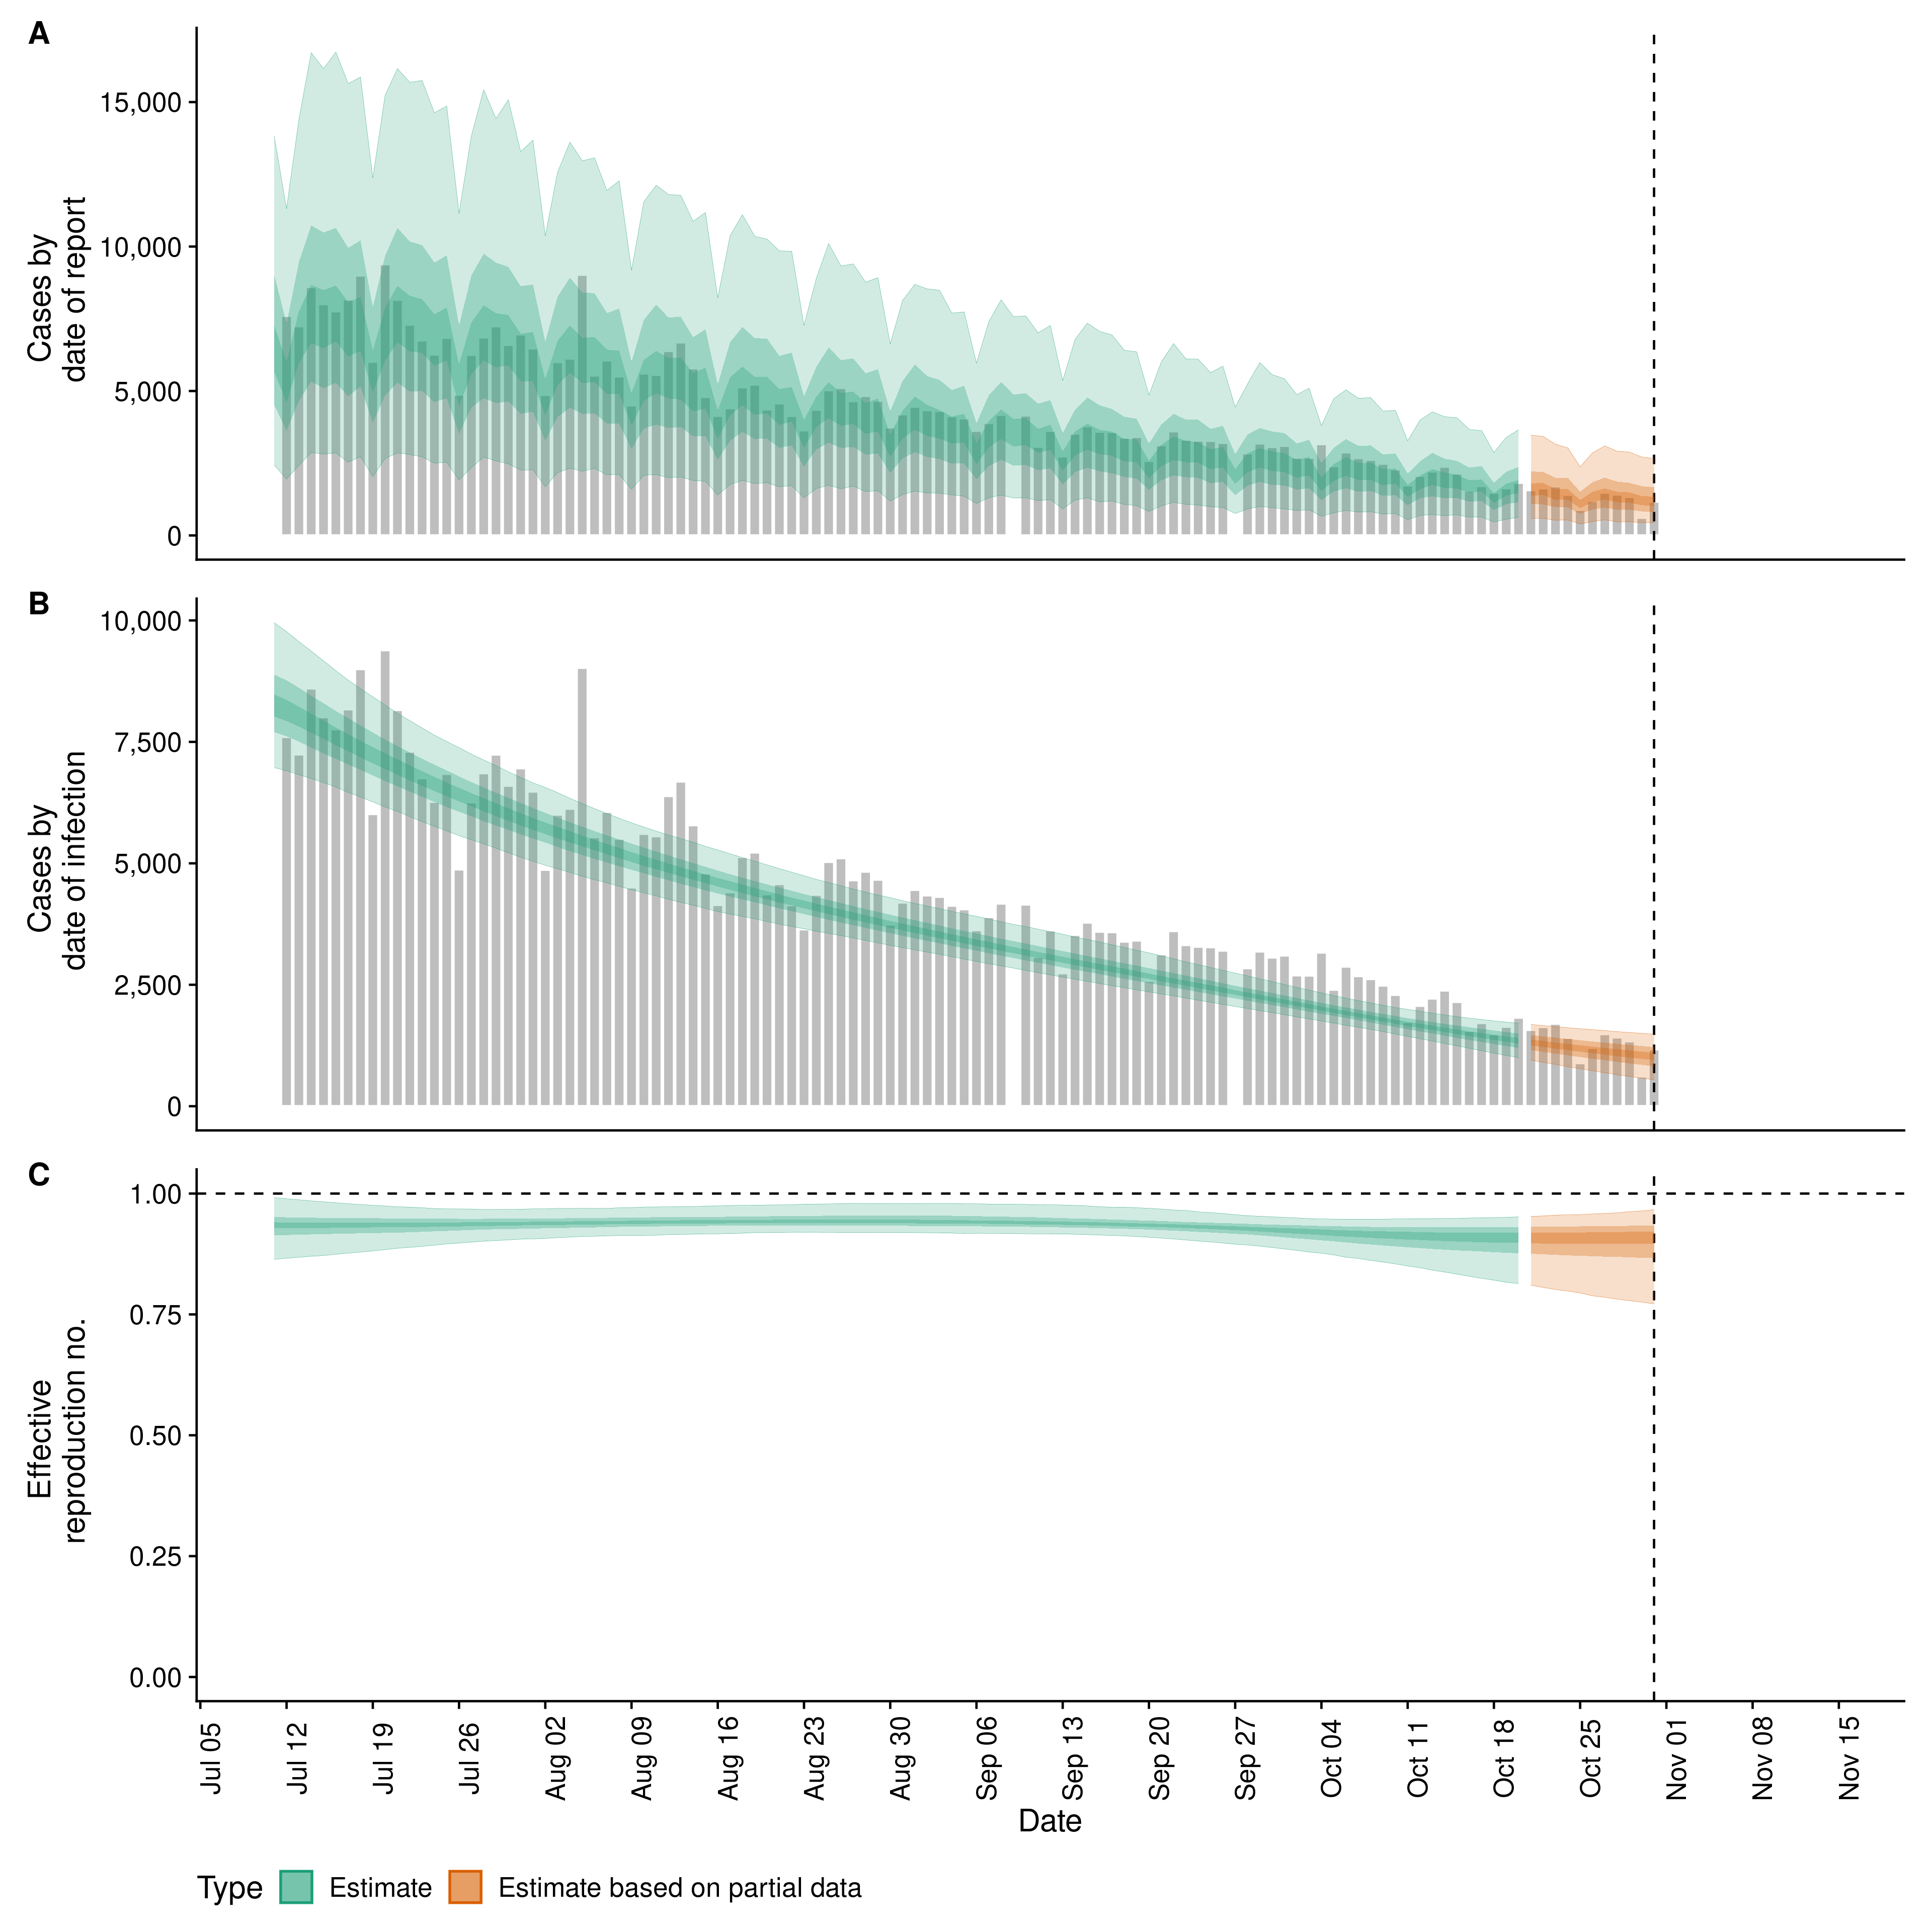 A
Cases by
date of report
15,000
10,000
5,000
0
B
Cases by
date of infection
10,000
7,500
5,000
2,500
0
C
Effective
reproduction no.
1.00
0.75
0.50
0.25
0.00
Jul 05
Jul 12
Jul 19
Jul 26
Aug 02
Aug 09
Aug 16
Aug 23
Aug 30
Sep 06
Sep 13
Sep 20
Sep 27
Oct 04
Oct 11
Oct 18
Oct 25
Nov 01
Nov 08
Nov 15
Date
Type Estimate Estimate based on partial data